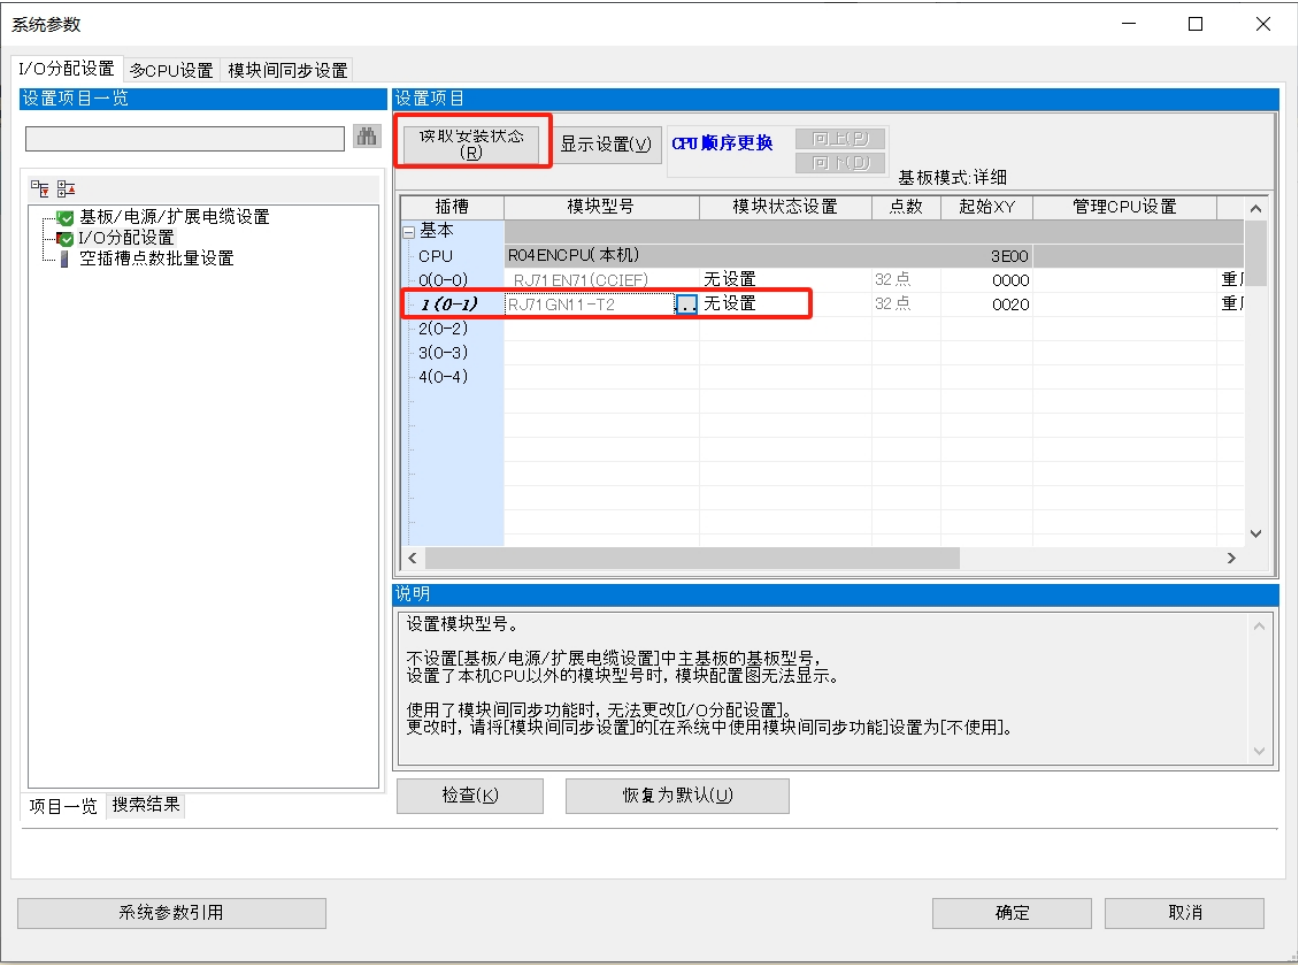 系统参数
I/O分配设置 多CPU设置 模块间同步设置
设置项目一览
设置项目
读取安装状态
(R)
显示设置(V)
CPU顺序更换
向上(P)
向下(D)
基板模式:详细
基板/电源/扩展电缆设置
I/O分配设置
空插槽点数批量设置
插槽 模块型号 模块状态设置 点数 起始XY 管理CPU设置
基本
CPU R04ENCPU(本机) 3E00
0(0-0) RJ71EN71(CCIEF) 无设置 32点 0000
1(0-1) RJ71GN11-T2 .. 无设置 32点 0020
2(0-2)
3(0-3)
4(0-4)
说明
设置模块型号。
不设置[基板/电源/扩展电缆设置]中主基板的基板型号,
设置了本机CPU以外的模块型号时, 模块配置图无法显示。
使用了模块间同步功能时, 无法更改[I/O分配设置]。
更改时, 请将[模块间同步设置]的[在系统中使用模块间同步功能]设置为[不使用]。
项目一览 搜索结果
检查(K) 恢复为默认(U)
系统参数引用
确定 取消